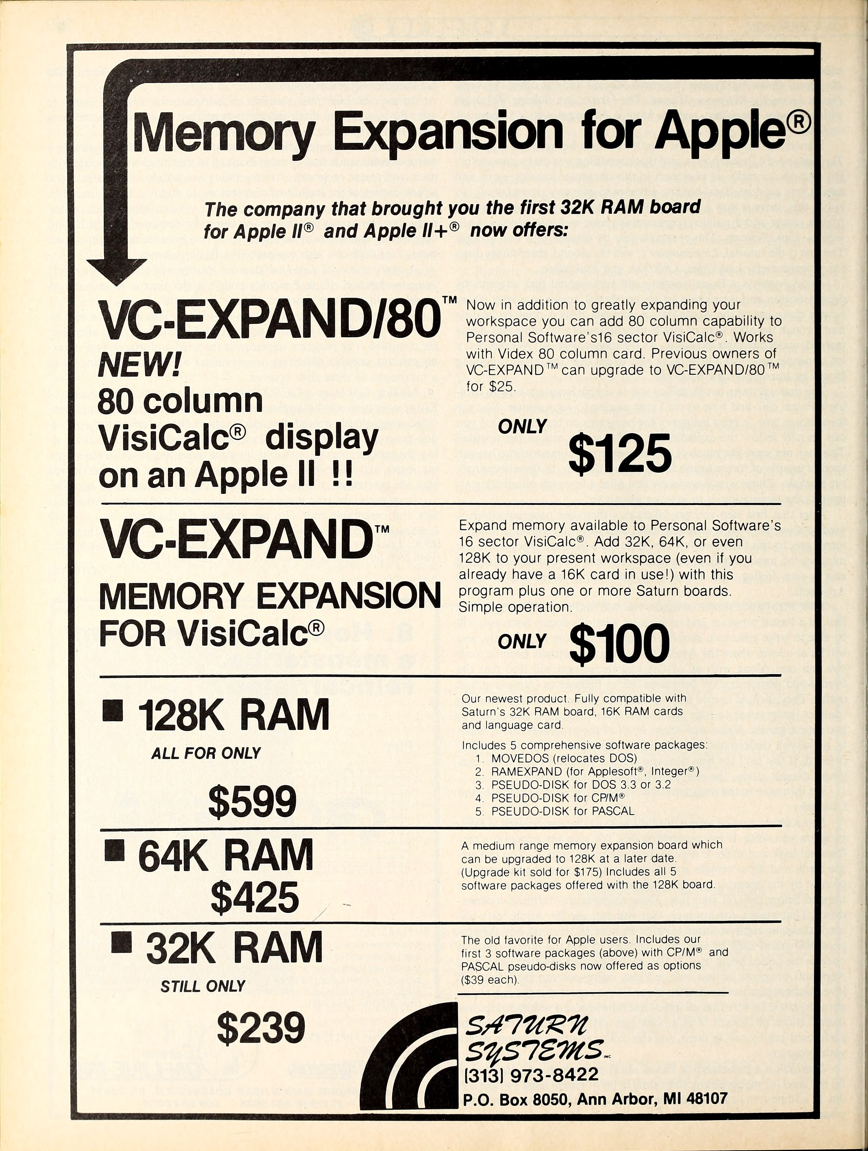 Memory Expansion for Apple®
The company that brought you the first 32K RAM board
for Apple II® and Apple II+® now offers:
VC-EXPAND/80™
NEW!
80 column
VisiCalc® display
on an Apple II !!
Now in addition to greatly expanding your
workspace you can add 80 column capability to
Personal Software's16 sector VisiCalc®. Works
with Videx 80 column card. Previous owners of
VC-EXPAND™ can upgrade to VC-EXPAND/80™
for $25.
ONLY $125
VC-EXPAND™
MEMORY EXPANSION
FOR VisiCalc®
Expand memory available to Personal Software's
16 sector VisiCalc®. Add 32K, 64K, or even
128K to your present workspace (even if you
already have a 16K card in use!) with this
program plus one or more Saturn boards.
Simple operation.
ONLY $100
■ 128K RAM
ALL FOR ONLY
$599
Our newest product. Fully compatible with
Saturn's 32K RAM board, 16K RAM cards
and language card.
Includes 5 comprehensive software packages:
1. MOVEDOS (relocates DOS)
2. RAMEXPAND (for Applesoft®, Integer®)
3. PSEUDO-DISK for DOS 3.3 or 3.2
4. PSEUDO-DISK for CP/M®
5. PSEUDO-DISK for PASCAL
■ 64K RAM
$425
A medium range memory expansion board which
can be upgraded to 128K at a later date.
(Upgrade kit sold for $175) Includes all 5
software packages offered with the 128K board.
■ 32K RAM
STILL ONLY
$239
The old favorite for Apple users. Includes our
first 3 software packages (above) with CP/M® and
PASCAL pseudo-disks now offered as options
($39 each).
SATURN
SYSTEMS INC
(313) 973-8422
P.O. Box 8050, Ann Arbor, MI 48107